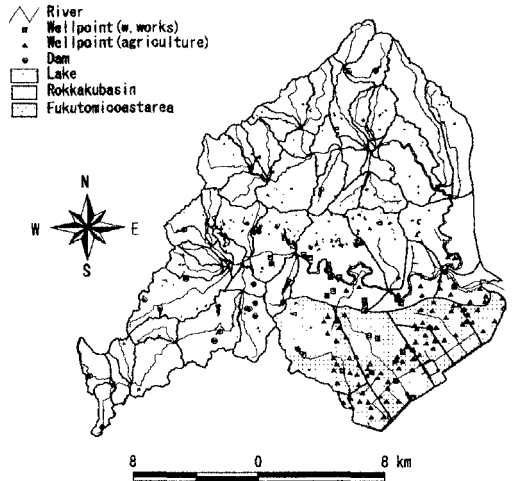 River
Wellpoint(w.works)
Wellpoint(agriculture)
Dam
Lake
Rokkakubasin
Fukutomicoastarea
N
W E
S
8 0 8 km